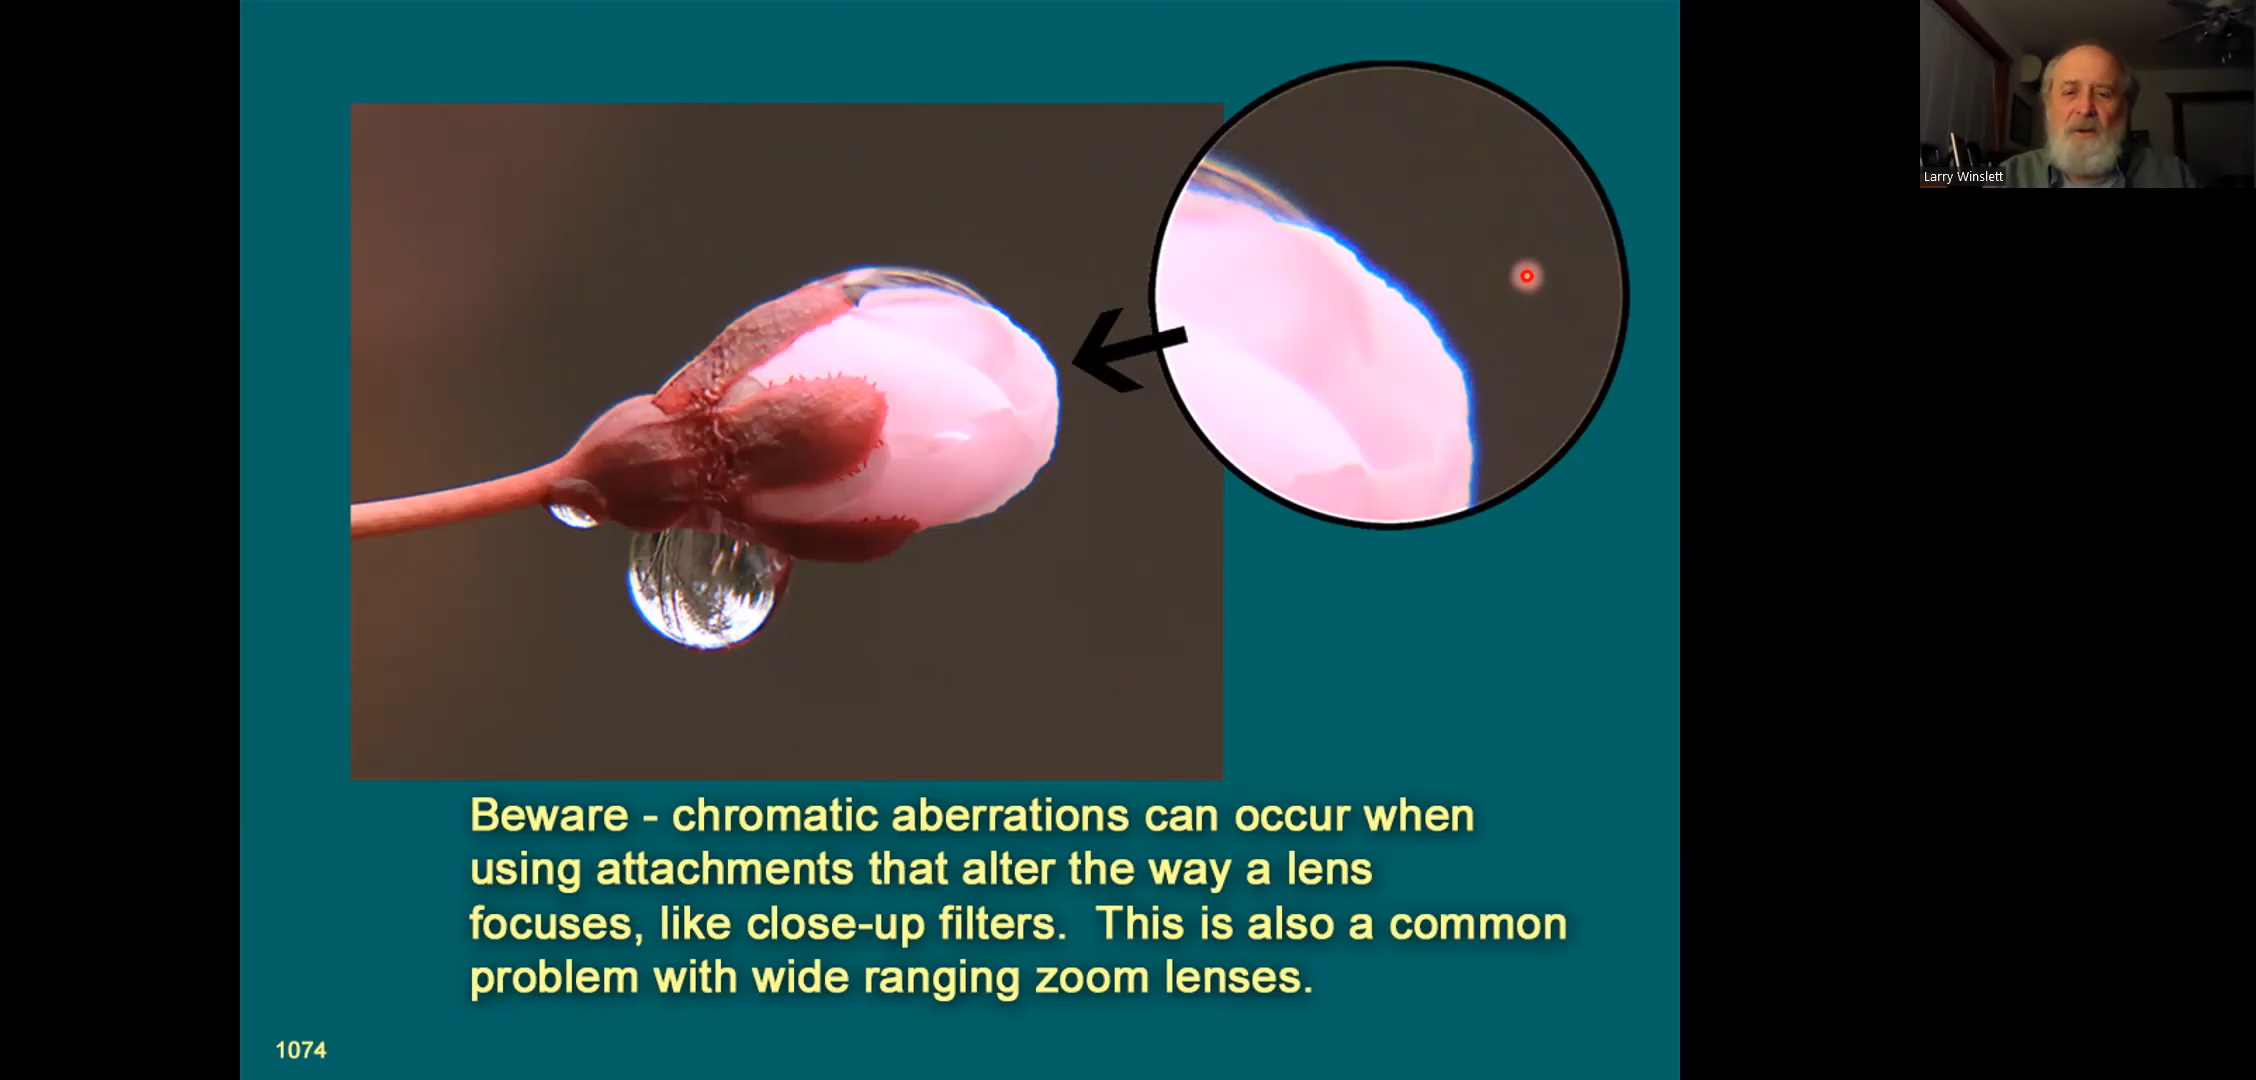 Larry Winslett
Beware - chromatic aberrations can occur when
using attachments that alter the way a lens
focuses, like close-up filters.  This is also a common
problem with wide ranging zoom lenses.
1074